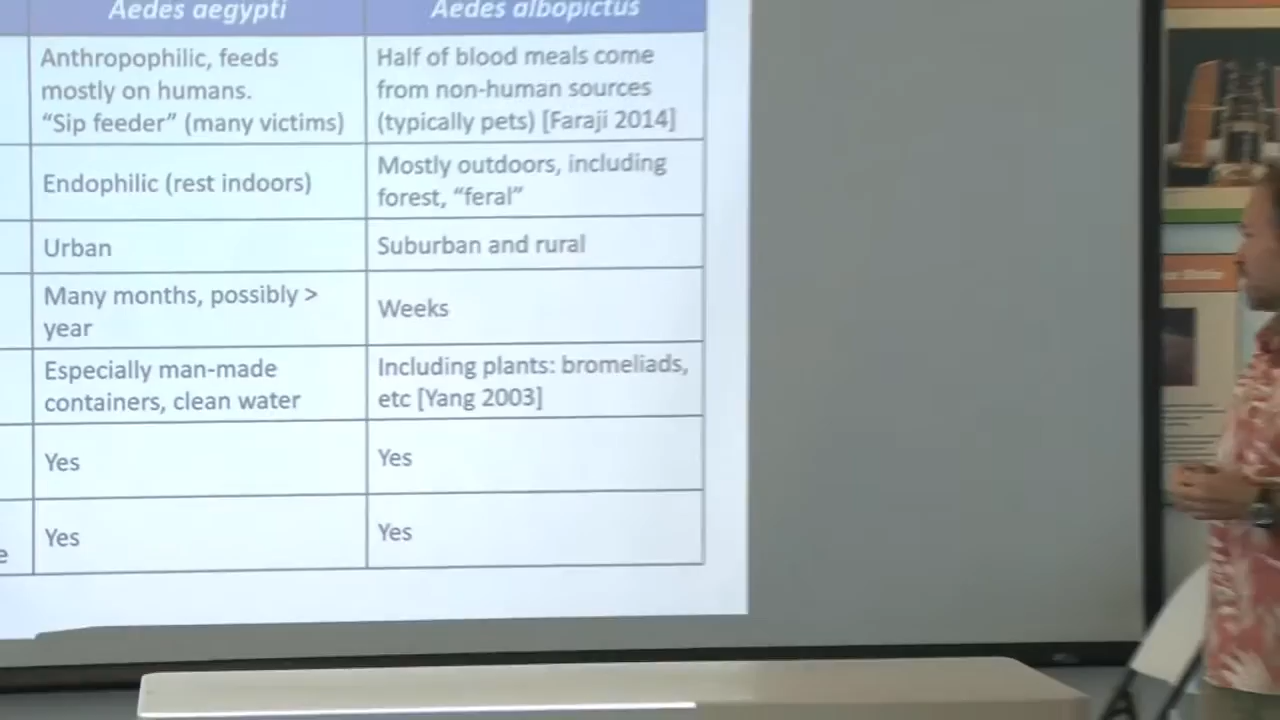 Aedes aegypti
Aedes albopictus
Anthropophilic, feeds
mostly on humans.
“Sip feeder” (many victims)
Half of blood meals come
from non-human sources
(typically pets) [Faraji 2014]
Endophilic (rest indoors)
Mostly outdoors, including
forest, “feral”
Urban
Suburban and rural
Many months, possibly >
year
Weeks
Especially man-made
containers, clean water
Including plants: bromeliads,
etc [Yang 2003]
Yes
Yes
e
Yes
Yes